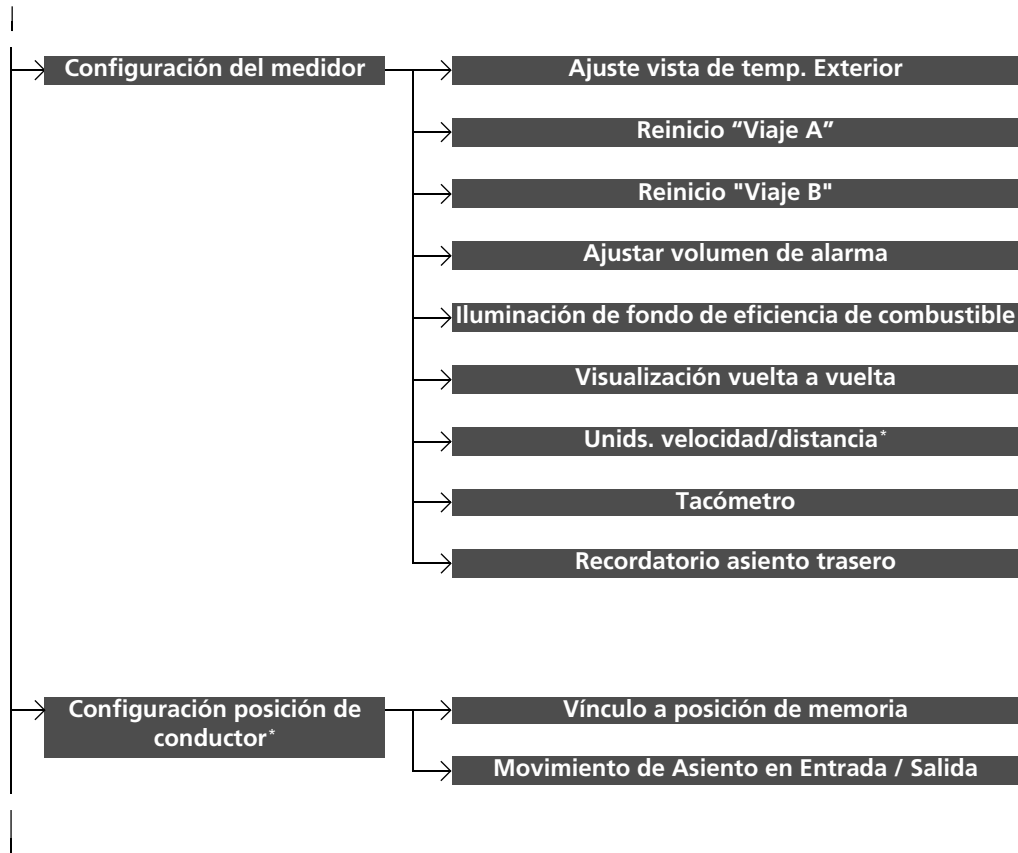 Configuración del medidor
Ajuste vista de temp. Exterior
Reinicio “Viaje A”
Reinicio "Viaje B"
Ajustar volumen de alarma
Iluminación de fondo de eficiencia de combustible
Visualización vuelta a vuelta
Unids. velocidad/distancia*
Tacómetro
Recordatorio asiento trasero
Configuración posición de
conductor*
Vínculo a posición de memoria
Movimiento de Asiento en Entrada / Salida